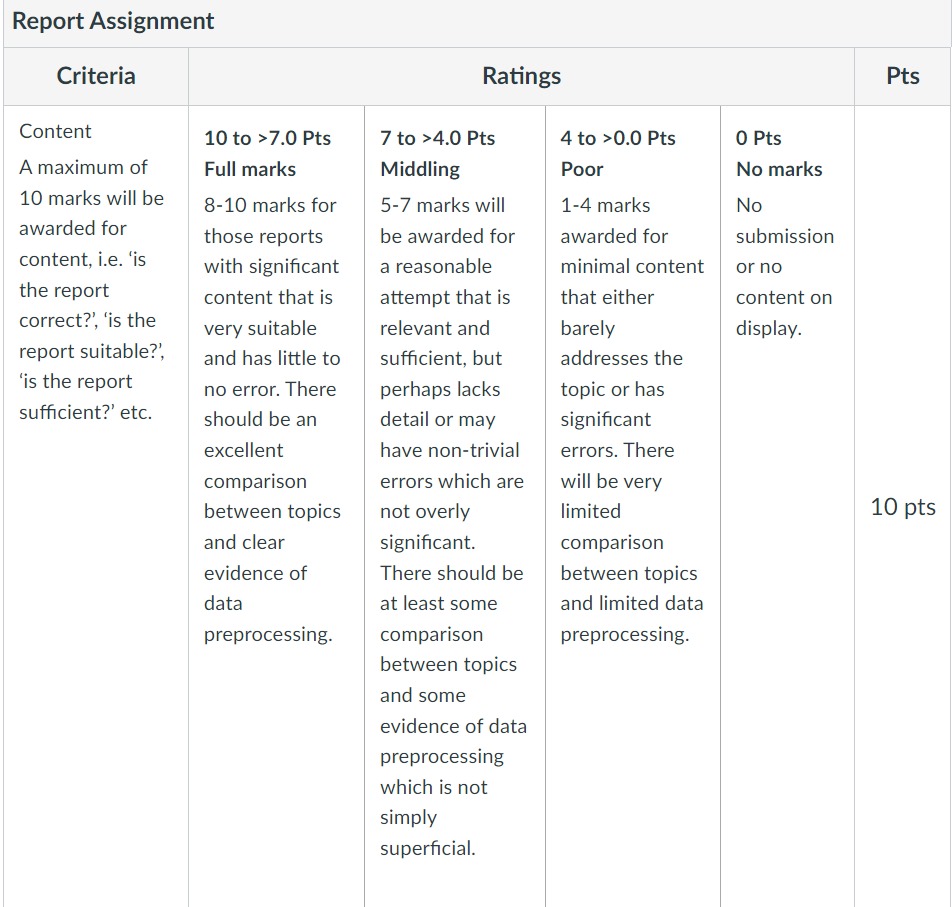 Report Assignment
Criteria
Ratings
Pts
Content
A maximum of
10 marks will be
awarded for
content, i.e. ‘is
the report
correct?’, ‘is the
report suitable?’,
‘is the report
sufficient?’ etc.
10 to >7.0 Pts
Full marks
8-10 marks for
those reports
with significant
content that is
very suitable
and has little to
no error. There
should be an
excellent
comparison
between topics
and clear
evidence of
data
preprocessing.
7 to >4.0 Pts
Middling
5-7 marks will
be awarded for
a reasonable
attempt that is
relevant and
sufficient, but
perhaps lacks
detail or may
have non-trivial
errors which are
not overly
significant.
There should be
at least some
comparison
between topics
and some
evidence of data
preprocessing
which is not
simply
superficial.
4 to >0.0 Pts
Poor
1-4 marks
awarded for
minimal content
that either
barely
addresses the
topic or has
significant
errors. There
will be very
limited
comparison
between topics
and limited data
preprocessing.
0 Pts
No marks
No
submission
or no
content on
display.
10 pts